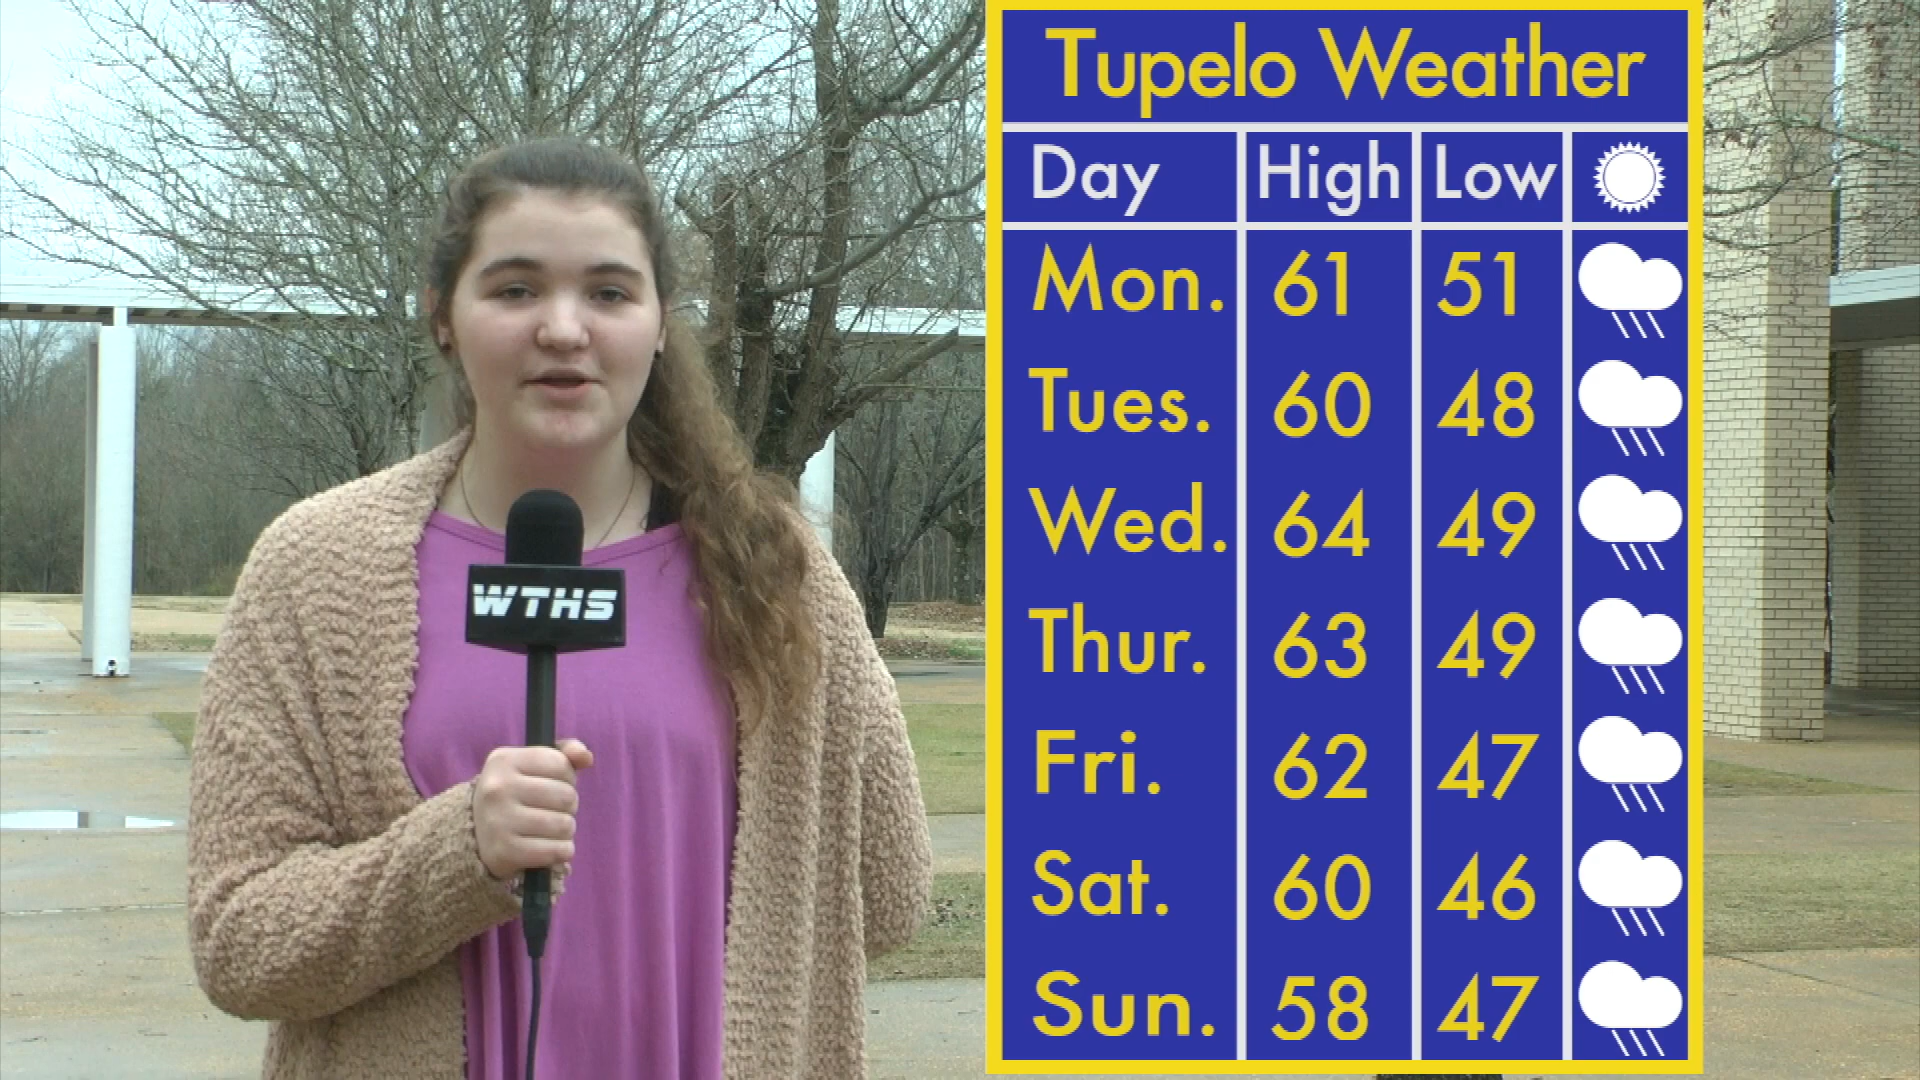 Tupelo Weather
Day High Low
Mon. 61 51
Tues. 60 48
Wed. 64 49
Thur. 63 49
Fri. 62 47
Sat. 60 46
Sun. 58 47
WTHS